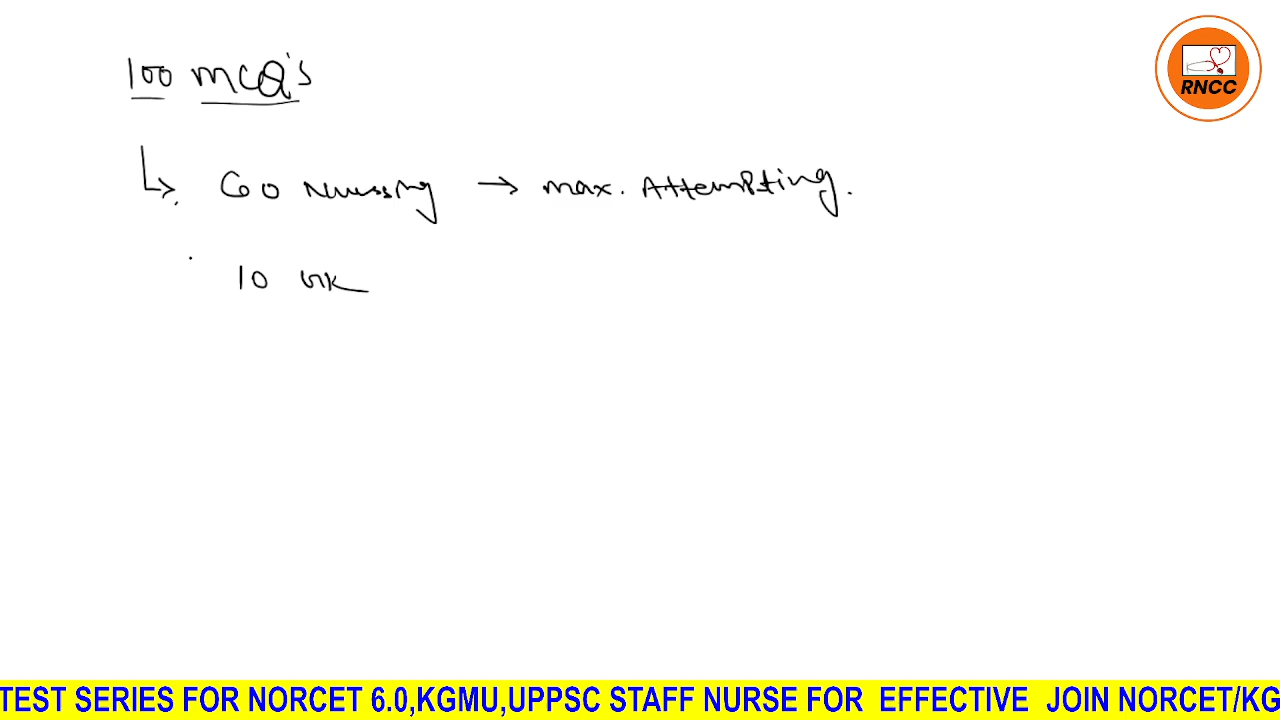 100 MCQ's
RNCC
60 Nursing → max. Attempting.
10 GK
TEST SERIES FOR NORCET 6.0,KGMU,UPPSC STAFF NURSE FOR EFFECTIVE JOIN NORCET/KG